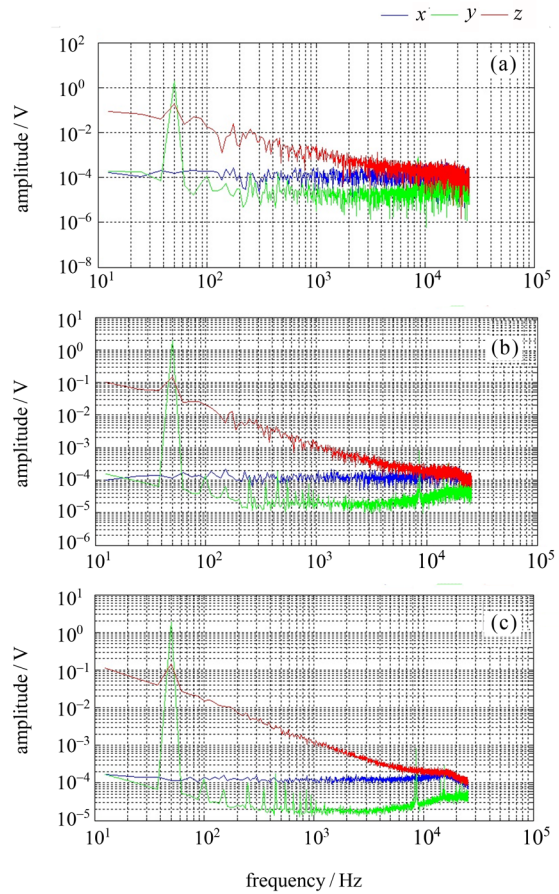 x y z
(a)
amplitude / V
10² 10⁰ 10⁻² 10⁻⁴ 10⁻⁶ 10⁻⁸
10¹ 10² 10³ 10⁴ 10⁵
(b)
amplitude / V
10¹ 10⁰ 10⁻¹ 10⁻² 10⁻³ 10⁻⁴ 10⁻⁵ 10⁻⁶
10¹ 10² 10³ 10⁴ 10⁵
(c)
amplitude / V
10¹ 10⁰ 10⁻¹ 10⁻² 10⁻³ 10⁻⁴ 10⁻⁵
10¹ 10² 10³ 10⁴ 10⁵
frequency / Hz